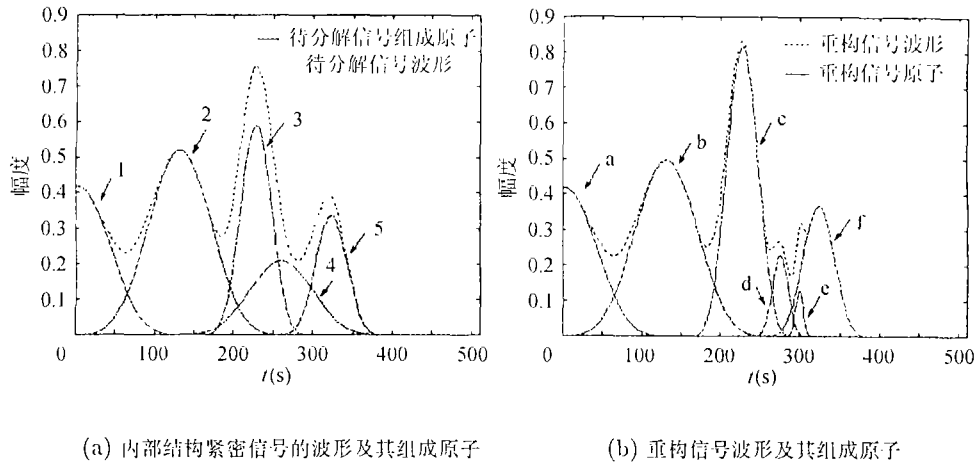 0.9
0.8
0.7
0.6
0.5
0.4
0.3
0.2
0.1
幅度
待分解信号组成原子
待分解信号波形
1
2
3
4
5
0 100 200 300 400 500
t(s)
(a) 内部结构紧密信号的波形及其组成原子
0.9
0.8
0.7
0.6
0.5
0.4
0.3
0.2
0.1
幅度
重构信号波形
重构信号原子
a
b
c
d
e
f
0 100 200 300 400 500
t(s)
(b) 重构信号波形及其组成原子